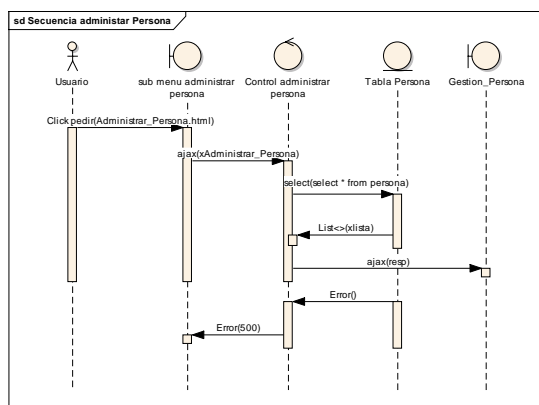 sd Secuencia administar Persona
Usuario
sub menu administrar
persona
Control administrar
persona
Tabla Persona
Gestion_Persona
Click pedir(Administrar_Persona.html)
ajax(xAdministrar_Persona)
select(select * from persona)
List<>(xlista)
ajax(resp)
Error()
Error(500)